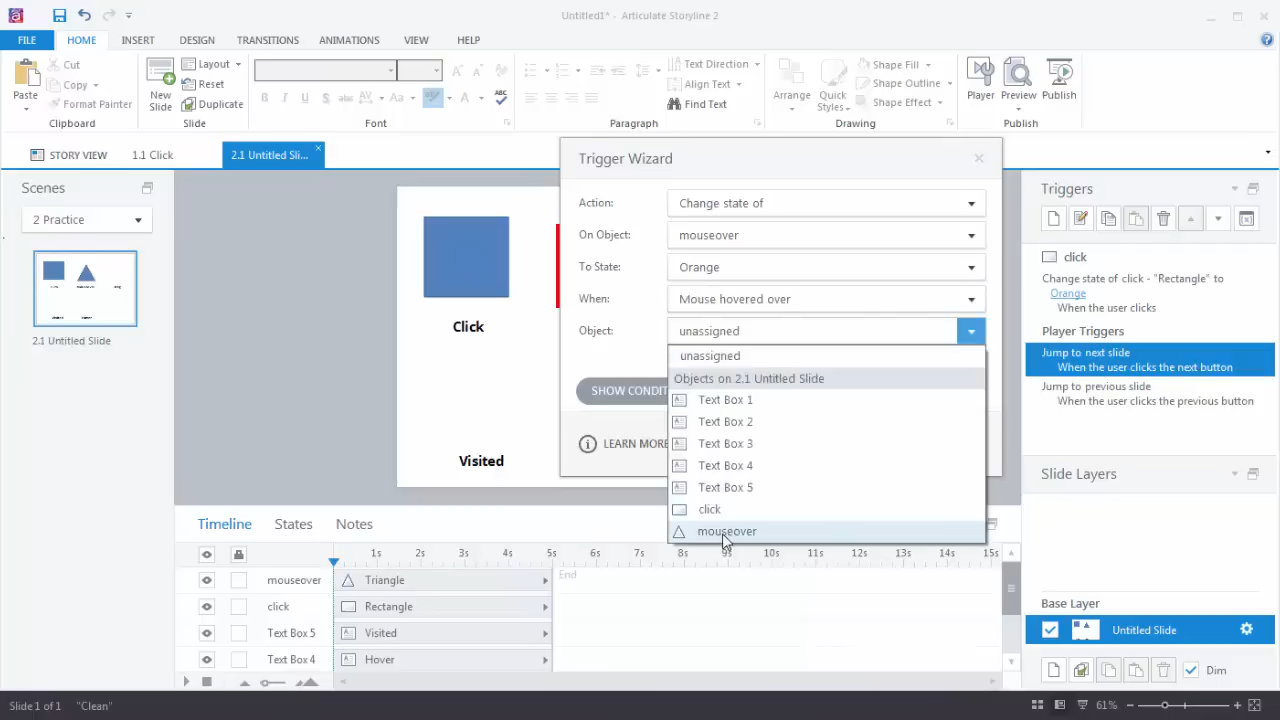 Untitled1* - Articulate Storyline 2
FILE HOME INSERT DESIGN TRANSITIONS ANIMATIONS VIEW HELP
Paste
Cut
Copy
Format Painter
Clipboard
New Slide
Layout
Reset
Duplicate
Slide
B I U S abc AV Aa A
ABC
Font
Text Direction
Align Text
Find Text
Paragraph
Arrange
Quick Styles
Shape Fill
Shape Outline
Shape Effect
Drawing
Player
Preview
Publish
Publish
STORY VIEW
1.1 Click
2.1 Untitled Sli...
Scenes
2 Practice
2.1 Untitled Slide
Click
Visited
Trigger Wizard
Action: Change state of
On Object: mouseover
To State: Orange
When: Mouse hovered over
Object: unassigned
unassigned
Objects on 2.1 Untitled Slide
Text Box 1
Text Box 2
Text Box 3
Text Box 4
Text Box 5
click
mouseover
SHOW CONDIT
LEARN MORE
Triggers
click
Change state of click - "Rectangle" to
Orange
When the user clicks
Player Triggers
Jump to next slide
When the user clicks the next button
Jump to previous slide
When the user clicks the previous button
Slide Layers
Base Layer
Untitled Slide
Dim
Timeline States Notes
1s 2s 3s 4s 5s 6s 7s 8s 9s 10s 11s 12s 13s 14s 15s
mouseover Triangle End
click Rectangle
Text Box 5 Visited
Text Box 4 Hover
Slide 1 of 1 "Clean" 61%